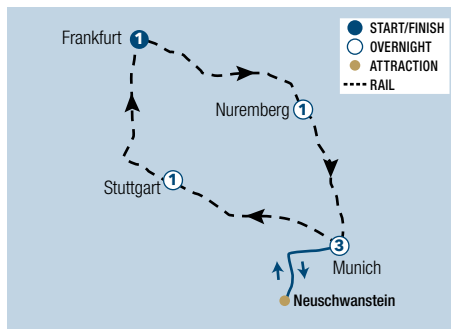 START/FINISH
OVERNIGHT
ATTRACTION
RAIL
Frankfurt 1
Nuremberg 1
Stuttgart 1
3
Munich
Neuschwanstein